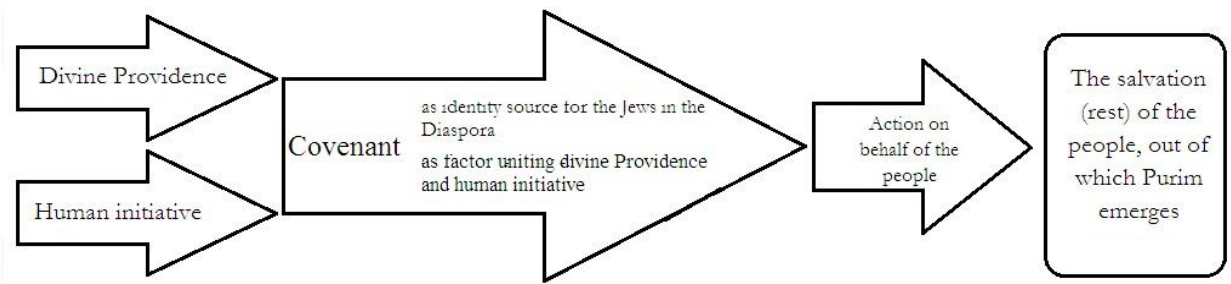 Divine Providence
Human initiative
Covenant
as identity source for the Jews in the
Diaspora
as factor uniting divine Providence
and human initiative
Action on
behalf of the
people
The salvation
(rest) of the
people, out of
which Purim
emerges